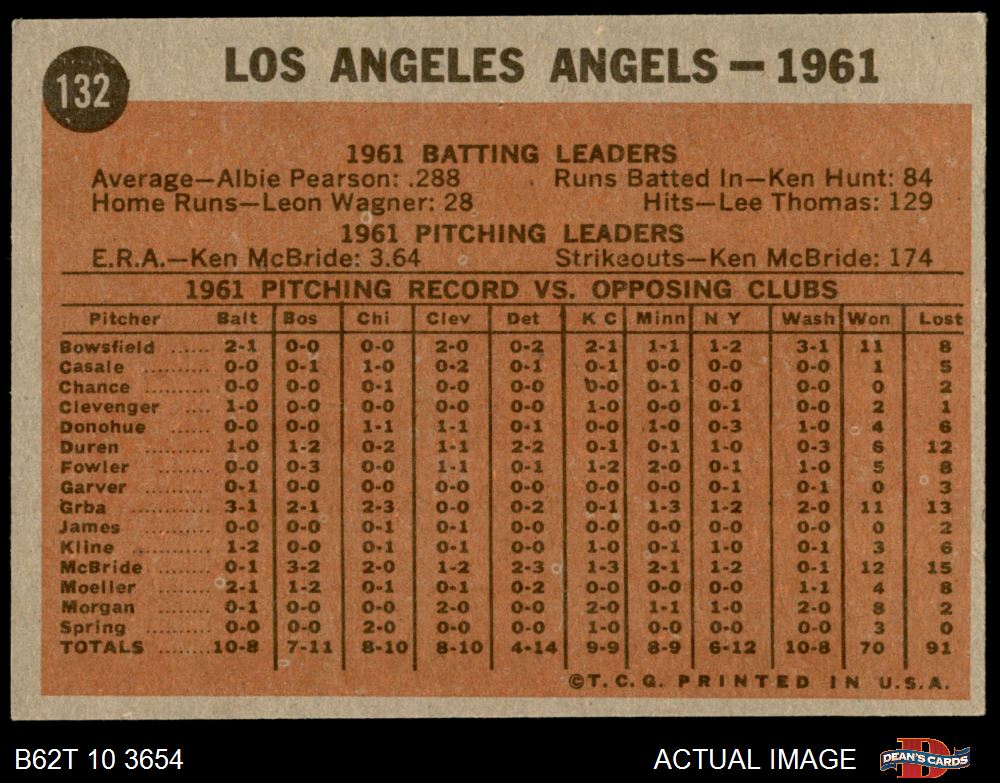 132
LOS ANGELES ANGELS — 1961
1961 BATTING LEADERS
Average—Albie Pearson: .288 Runs Batted In—Ken Hunt: 84
Home Runs—Leon Wagner: 28 Hits—Lee Thomas: 129
1961 PITCHING LEADERS
E.R.A.—Ken McBride: 3.64 Strikeouts—Ken McBride: 174
1961 PITCHING RECORD VS. OPPOSING CLUBS
Pitcher Balt Bos Chi Clev Det K C Minn N Y Wash Won Lost
Bowsfield ...... 2-1 0-0 0-0 2-0 0-2 2-1 1-1 1-2 3-1 11 8
Casale .......... 0-0 0-1 1-0 0-2 0-1 0-1 0-0 0-0 0-0 1 5
Chance ......... 0-0 0-0 0-1 0-0 0-0 0-0 0-1 0-0 0-0 0 2
Clevenger .... 1-0 0-0 0-0 0-0 0-0 1-0 0-0 0-1 0-0 2 1
Donohue ...... 0-0 0-0 1-1 1-1 0-1 0-0 1-0 0-3 1-0 4 6
Duren .......... 1-0 1-2 0-2 1-1 2-2 0-1 0-1 1-0 0-3 6 12
Fowler ......... 0-0 0-3 0-0 1-1 0-1 1-2 2-0 0-1 1-0 5 8
Garver ......... 0-1 0-0 0-0 0-0 0-0 0-0 0-0 0-1 0-1 0 3
Grba ............ 3-1 2-1 2-3 0-0 0-2 0-1 1-3 1-2 2-0 11 13
James .......... 0-0 0-0 0-1 0-1 0-0 0-0 0-0 0-0 0-0 0 2
Kline ........... 1-2 0-0 0-1 0-1 0-0 1-0 0-1 1-0 0-1 3 6
McBride ....... 0-1 3-2 2-0 1-2 2-3 1-3 2-1 1-2 0-1 12 15
Moeller ........ 2-1 1-2 0-1 0-1 0-2 0-0 0-0 0-0 1-1 4 8
Morgan ........ 0-1 0-0 0-0 2-0 0-0 2-0 1-1 1-0 2-0 8 2
Spring ......... 0-0 0-0 2-0 0-0 0-0 1-0 0-0 0-0 0-0 3 0
TOTALS ....... 10-8 7-11 8-10 8-10 4-14 9-9 8-9 6-12 10-8 70 91
©T. C. G. PRINTED IN U.S.A.
B62T 10 3654 ACTUAL IMAGE
DEAN'S CARDS